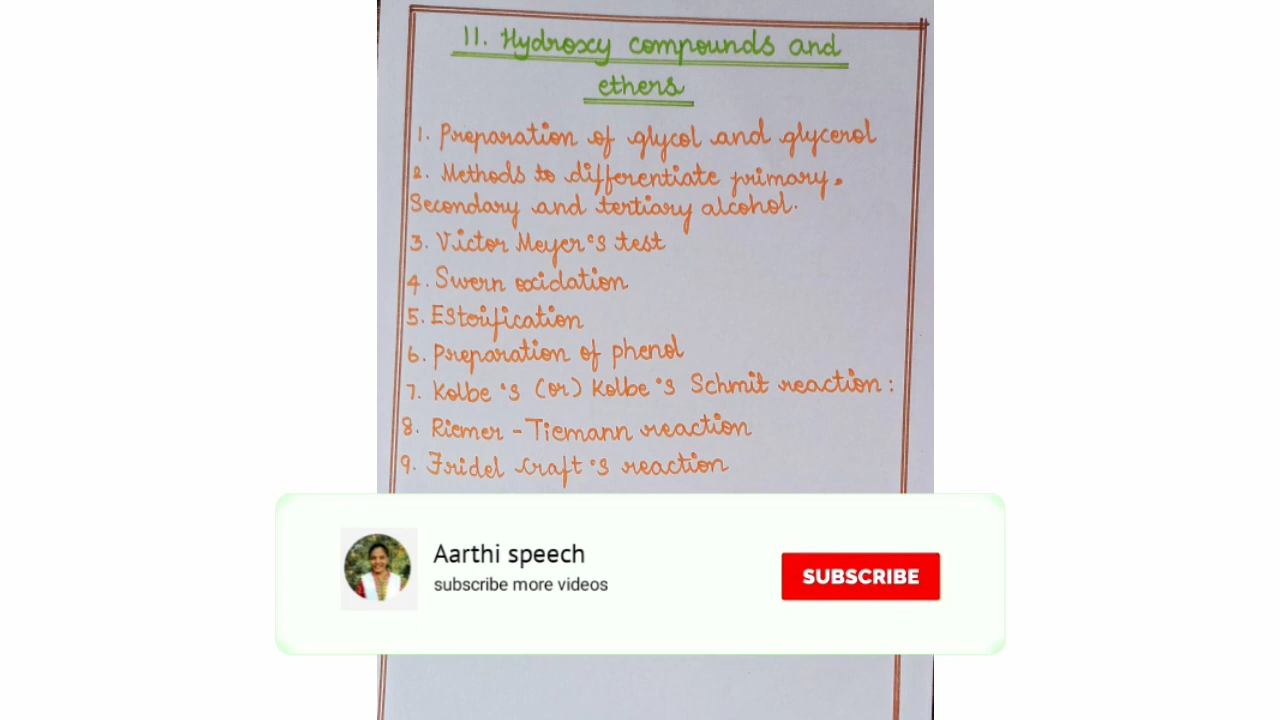 11. Hydroxy compounds and
ethers
1. Preparation of glycol and glycerol
2. Methods to differentiate primary,
Secondary and tertiary alcohol.
3. Victor Meyer's test
4. Swern oxidation
5. Esterification
6. Preparation of phenol
7. Kolbe's (or) Kolbe's Schmit reaction:
8. Riemer - Tiemann reaction
9. Fridel Craft's reaction
Aarthi speech
subscribe more videos
SUBSCRIBE